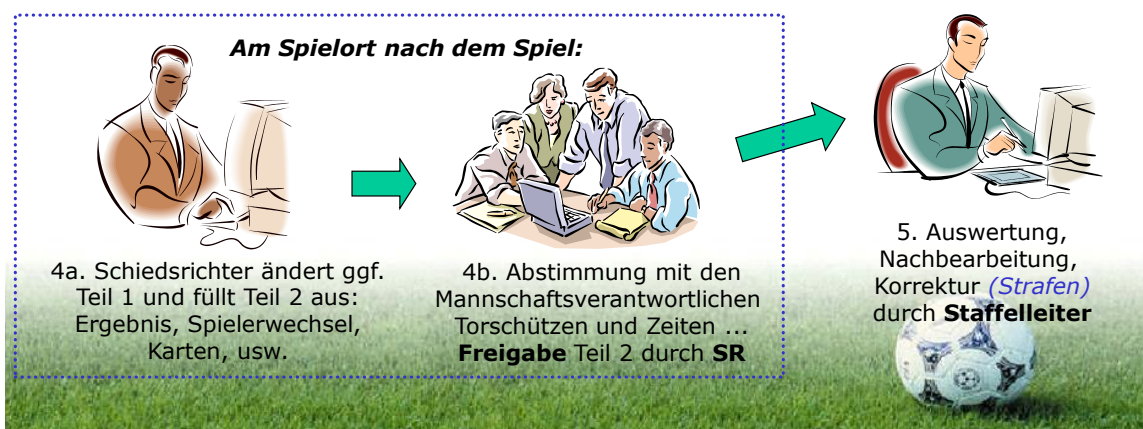 Am Spielort nach dem Spiel:
4a. Schiedsrichter ändert ggf.
Teil 1 und füllt Teil 2 aus:
Ergebnis, Spielerwechsel,
Karten, usw.
4b. Abstimmung mit den
Mannschaftsverantwortlichen
Torschützen und Zeiten ...
Freigabe Teil 2 durch SR
5. Auswertung,
Nachbearbeitung,
Korrektur (Strafen)
durch Staffelleiter